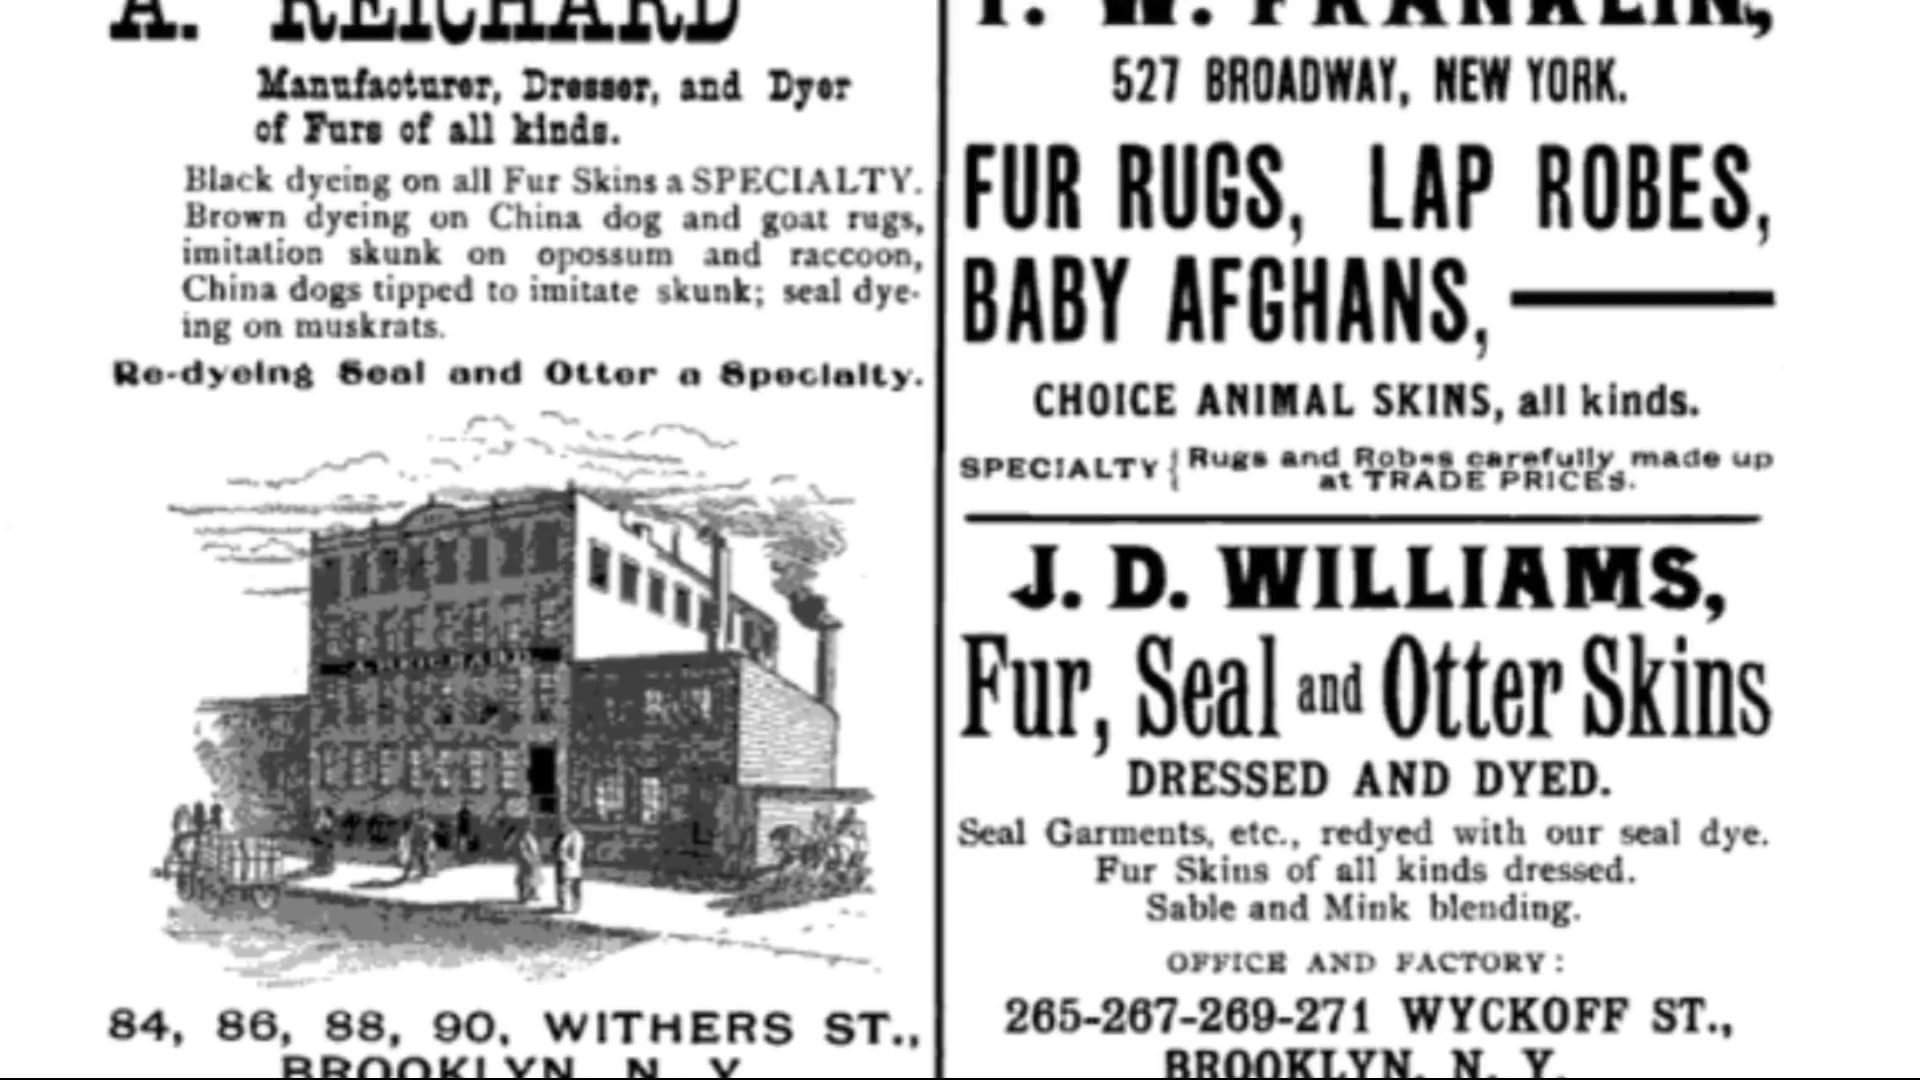 A. REICHARD
Manufacturer, Dresser, and Dyer
of Furs of all kinds.
Black dyeing on all Fur Skins a SPECIALTY.
Brown dyeing on China dog and goat rugs,
imitation skunk on opossum and raccoon,
China dogs tipped to imitate skunk; seal dye-
ing on muskrats.
Re-dyeing Seal and Otter a Specialty.
A. REICHARD
84, 86, 88, 90, WITHERS ST.,
BROOKLYN, N. Y.
W. FRANKLIN,
527 BROADWAY, NEW YORK.
FUR RUGS, LAP ROBES,
BABY AFGHANS,
CHOICE ANIMAL SKINS, all kinds.
SPECIALTY { Rugs and Robes carefully made up
at TRADE PRICES.
J. D. WILLIAMS,
Fur, Seal and Otter Skins
DRESSED AND DYED.
Seal Garments, etc., redyed with our seal dye.
Fur Skins of all kinds dressed.
Sable and Mink blending.
OFFICE AND FACTORY:
265-267-269-271 WYCKOFF ST.,
BROOKLYN, N. Y.